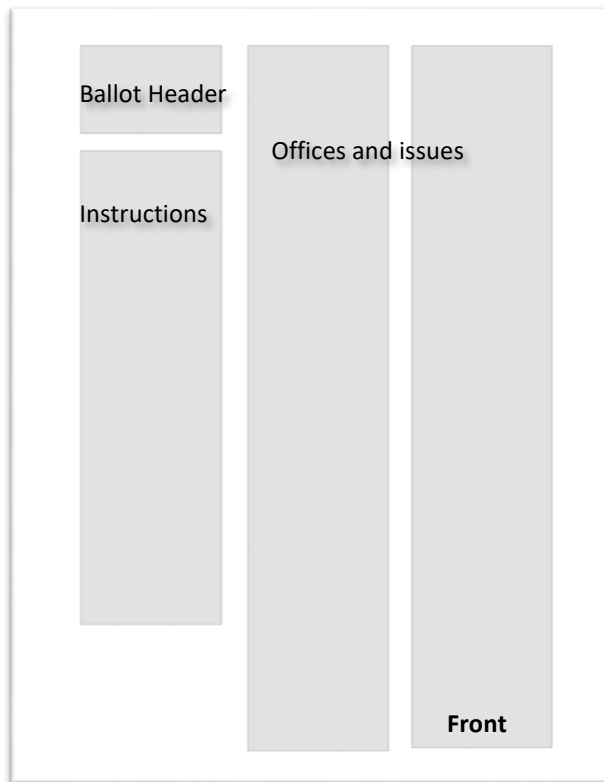 Ballot Header
Instructions
Offices and issues
Front